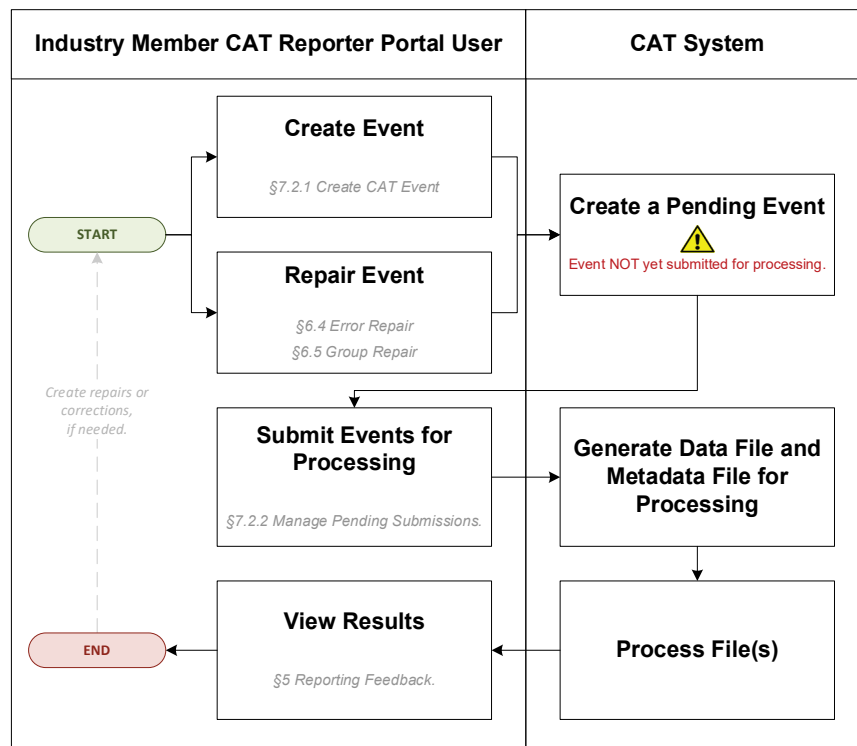 Industry Member CAT Reporter Portal User
CAT System
Create Event
§7.2.1 Create CAT Event
START
Repair Event
§6.4 Error Repair
§6.5 Group Repair
Create a Pending Event
!
Event NOT yet submitted for processing.
Create repairs or
corrections,
if needed.
Submit Events for
Processing
§7.2.2 Manage Pending Submissions.
Generate Data File and
Metadata File for
Processing
END
View Results
§5 Reporting Feedback.
Process File(s)